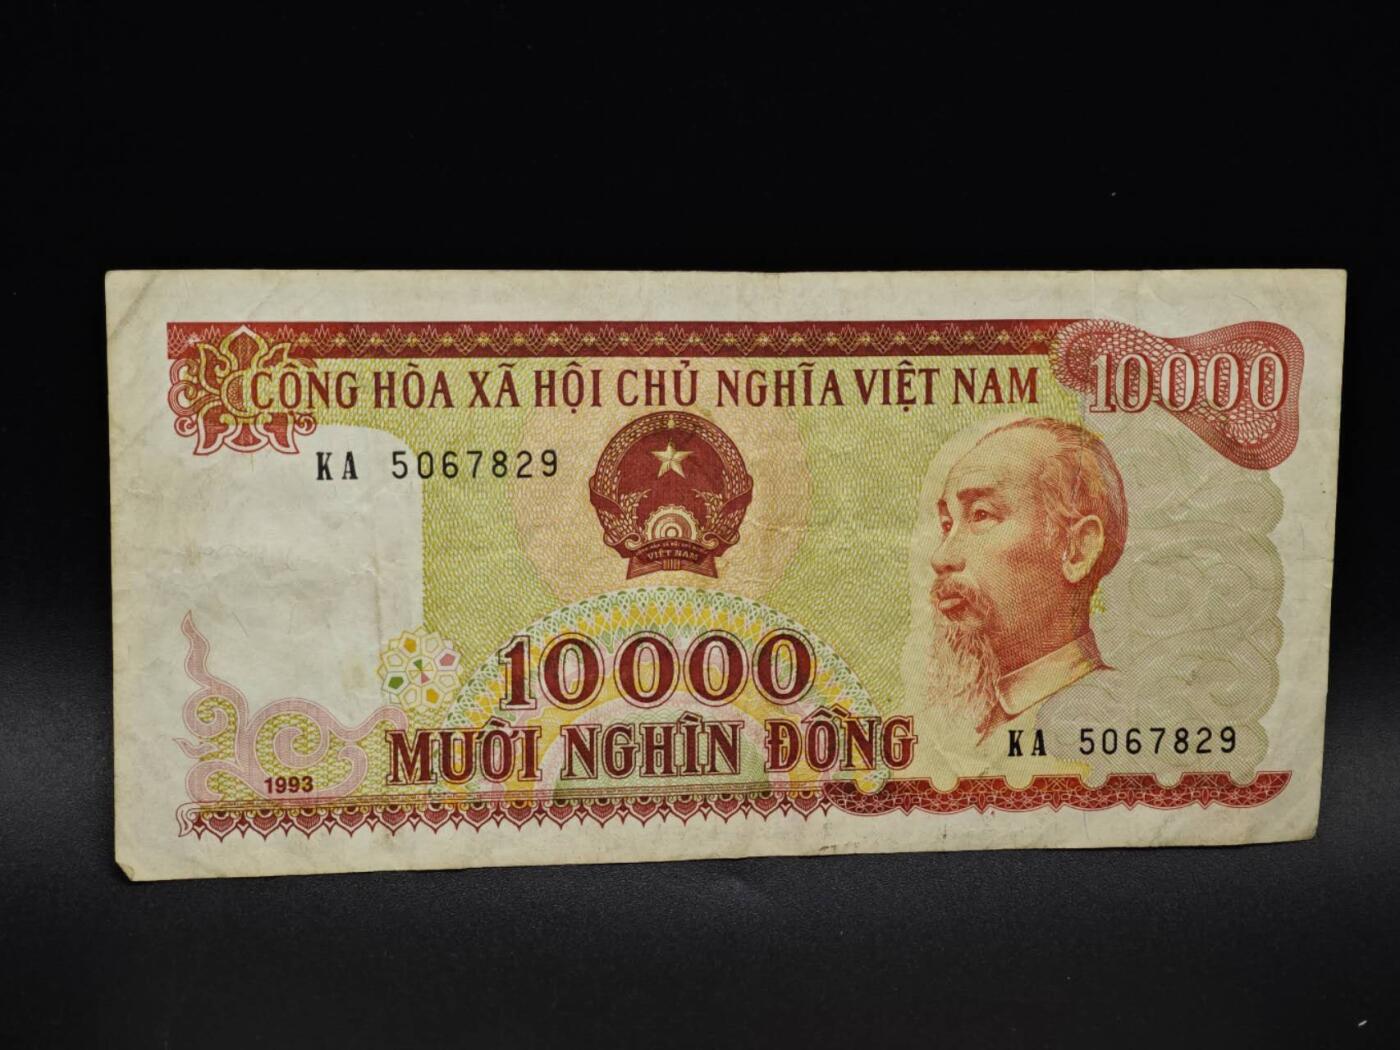 CỘNG HÒA XÃ HỘI CHỦ NGHĨA VIỆT NAM
10000
KA 5067829
VIỆT NAM
10000
MƯỜI NGHÌN ĐỒNG
KA 5067829
1993